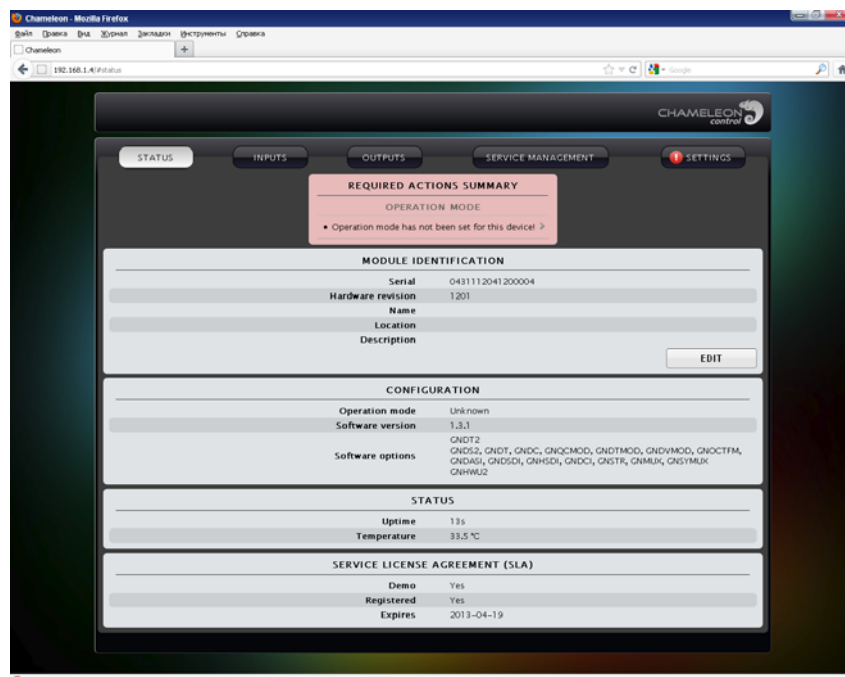 Chameleon - Mozilla Firefox
Файл Правка Вид Журнал Закладки Инструменты Справка
Chameleon +
192.168.1.4/#status Google
CHAMELEON
control
STATUS INPUTS OUTPUTS SERVICE MANAGEMENT ! SETTINGS
REQUIRED ACTIONS SUMMARY
OPERATION MODE
• Operation mode has not been set for this device! >
MODULE IDENTIFICATION
Serial 0431112041200004
Hardware revision 1201
Name
Location
Description
EDIT
CONFIGURATION
Operation mode Unknown
Software version 1.3.1
Software options GNDT2
GNDS2, GNDT, GNDC, GNQCMOD, GNDTMOD, GNDVMOD, GNOCTFM,
GNDASI, GNDSDI, GNHSDI, GNDCI, GNSTR, GNMUX, GNSYMUX
GNHWU2
STATUS
Uptime 13s
Temperature 33.5 °C
SERVICE LICENSE AGREEMENT (SLA)
Demo Yes
Registered Yes
Expires 2013-04-19